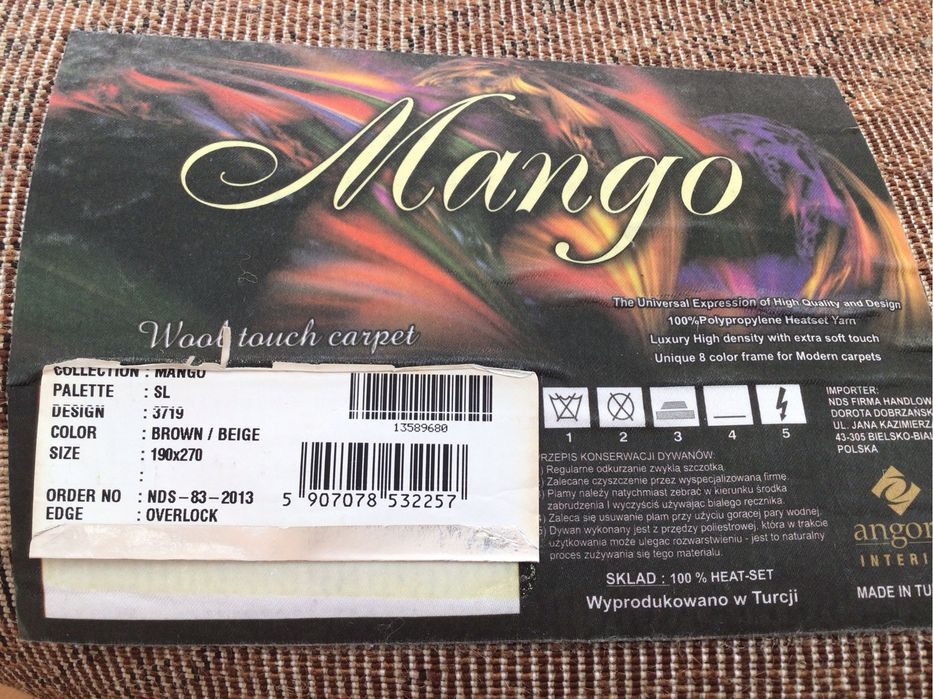 Mango
The Universal Expression of High Quality and Design
100%Polypropylene Heatset Yarn
Luxury High density with extra soft touch
Unique 8 color frame for Modern carpets
Wool touch carpet
COLLECTION : MANGO
PALETTE : SL
DESIGN : 3719
COLOR : BROWN / BEIGE
SIZE : 190x270
:
ORDER NO : NDS-83-2013
EDGE : OVERLOCK
13589680
5 907078 532257
1 2 3 4 5
PRZEPIS KONSERWACJI DYWANÓW:
) Regularne odkurzanie zwykłą szczotką.
) Zalecane czyszczenie przez wyspecjalizowaną firmę.
) Plamy należy natychmiast zebrać w kierunku środka
zabrudzenia I wyczyścić używając białego ręcznika.
) Zaleca się usuwanie plam przy użyciu gorącej pary wodnej.
) Dywan wykonany jest z przędzy poliestrowej, która w trakcie
użytkowania może ulegać rozwarstwieniu - jest to naturalny
proces zużywania się tego materialu.
SKLAD : 100 % HEAT-SET
Wyprodukowano w Turcji
IMPORTER:
NDS FIRMA HANDLOW
DOROTA DOBRZAŃSK
UL. JANA KAZIMIERZA
43-305 BIELSKO-BIA
POLSKA
angor
INTERI
MADE IN TU